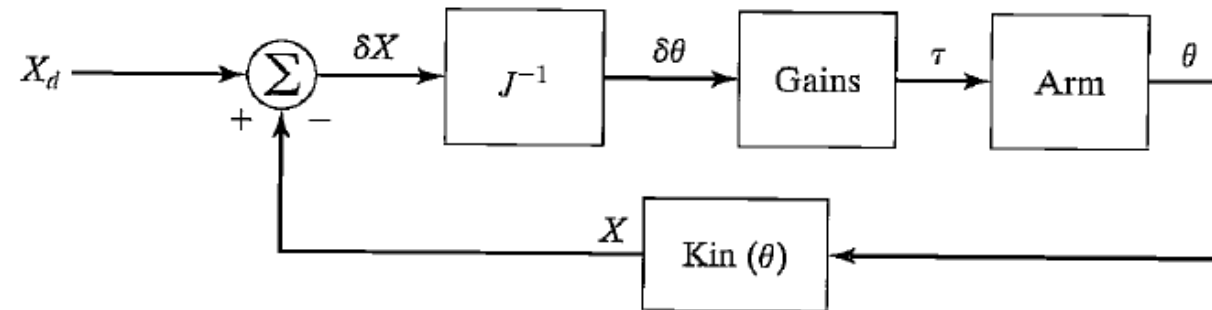 X_d + − Σ δX J⁻¹ δθ Gains τ Arm θ
X Kin (θ)